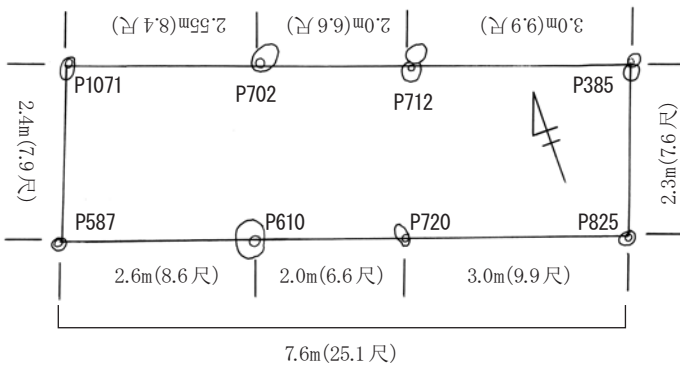 2.55m(8.4 尺)
2.0m(6.6 尺)
3.0m(9.9 尺)
P1071
P702
P712
P385
2.4m(7.9 尺)
2.3m(7.6 尺)
P587
P610
P720
P825
2.6m(8.6 尺)
2.0m(6.6 尺)
3.0m(9.9 尺)
7.6m(25.1 尺)